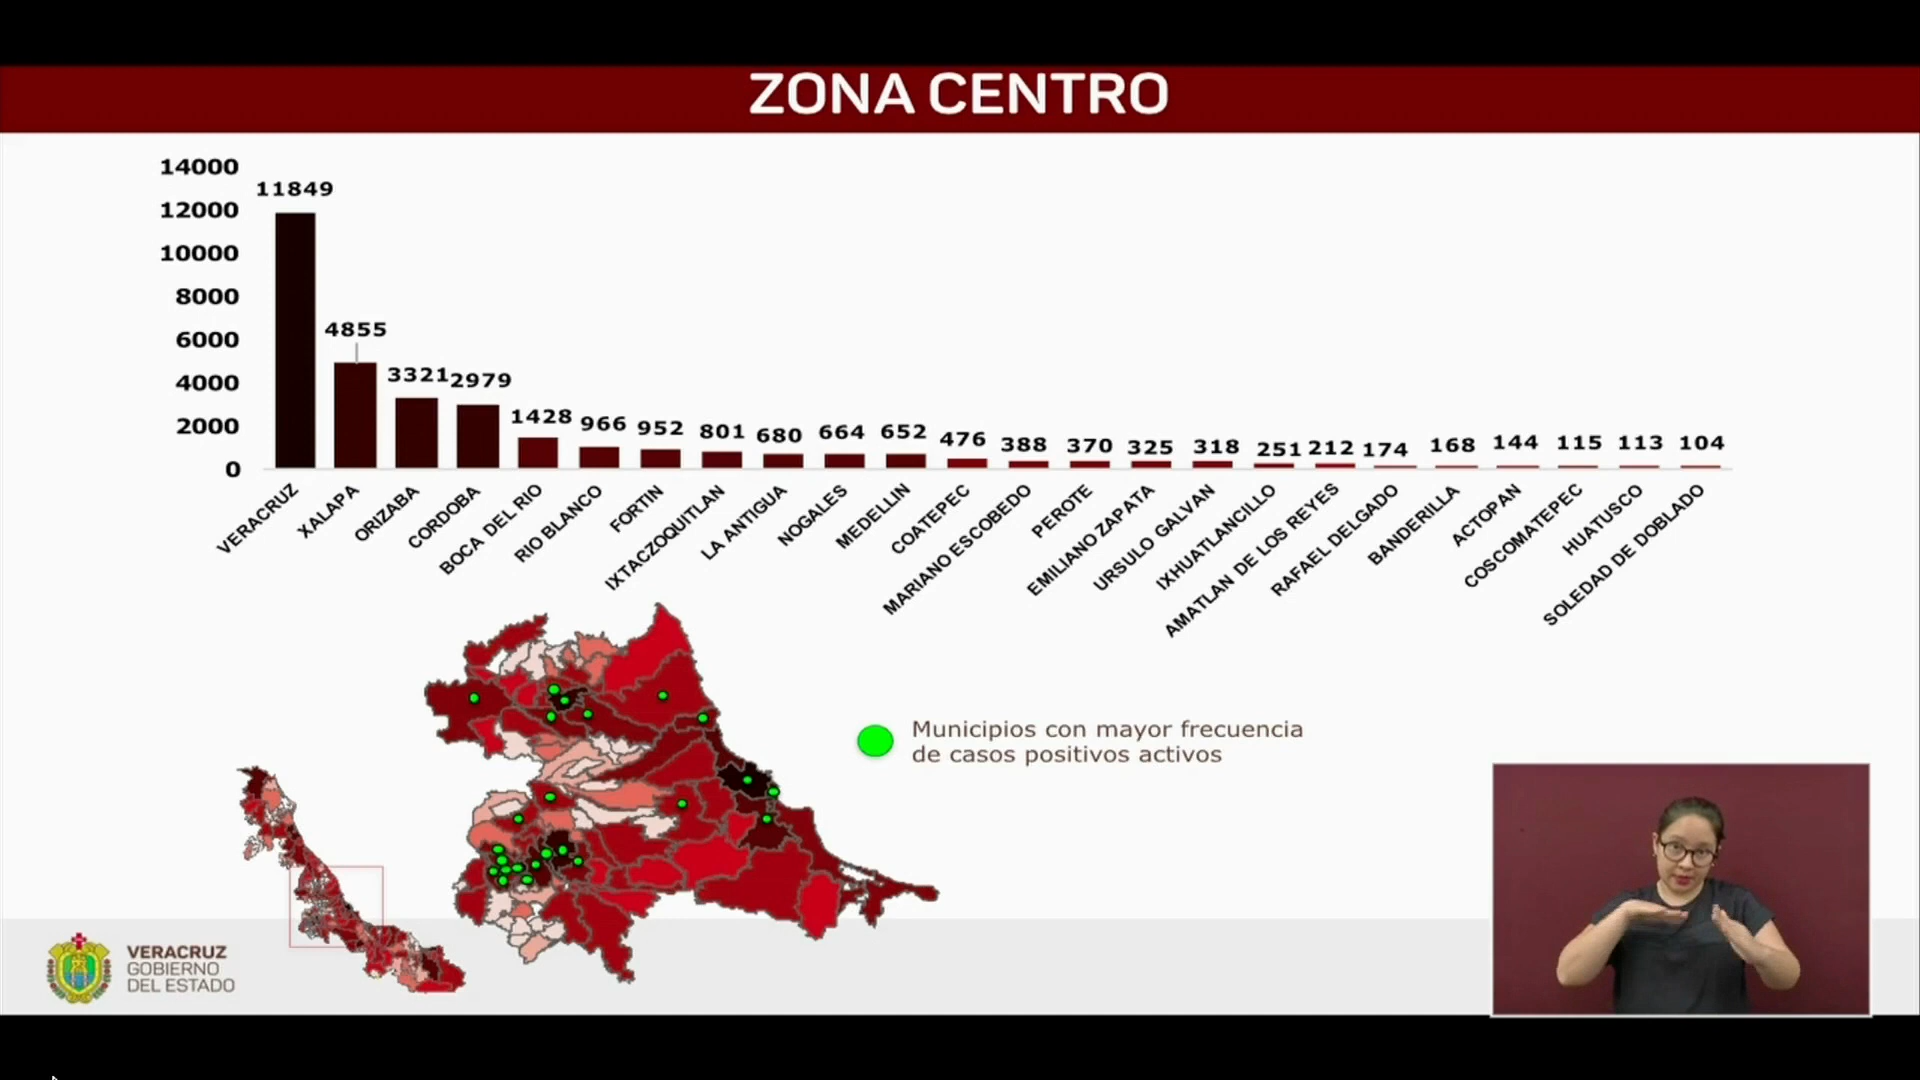 ZONA CENTRO
14000
12000
10000
8000
6000
4000
2000
0
11849
4855
3321
2979
1428
966
952
801
680
664
652
476
388
370
325
318
251
212
174
168
144
115
113
104
VERACRUZ
XALAPA
ORIZABA
CORDOBA
BOCA DEL RIO
RIO BLANCO
FORTIN
IXTACZOQUITLAN
LA ANTIGUA
NOGALES
MEDELLIN
COATEPEC
MARIANO ESCOBEDO
PEROTE
EMILIANO ZAPATA
URSULO GALVAN
IXHUATLANCILLO
AMATLAN DE LOS REYES
RAFAEL DELGADO
BANDERILLA
ACTOPAN
COSCOMATEPEC
HUATUSCO
SOLEDAD DE DOBLADO
Municipios con mayor frecuencia
de casos positivos activos
VERACRUZ
GOBIERNO
DEL ESTADO